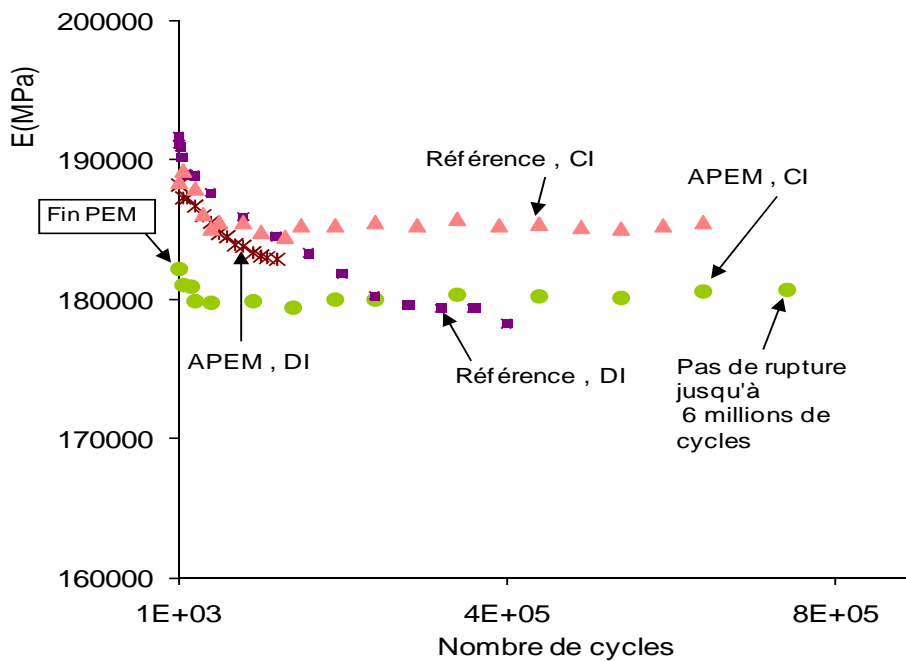 200000
E(MPa)
190000
Référence , CI
APEM , CI
Fin PEM
180000
APEM , DI
Référence , DI
Pas de rupture
jusqu'à
6 millions de
cycles
170000
160000
1E+03
4E+05
8E+05
Nombre de cycles